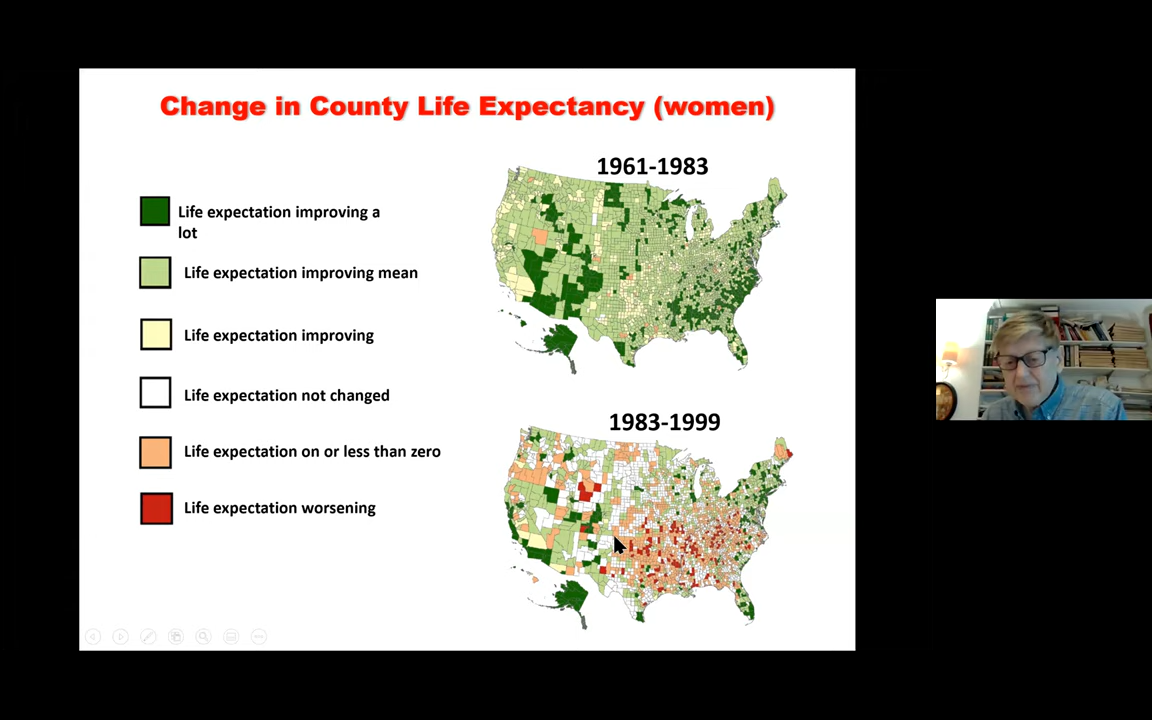 Change in County Life Expectancy (women)
1961-1983
Life expectation improving a
lot
Life expectation improving mean
Life expectation improving
Life expectation not changed
1983-1999
Life expectation on or less than zero
Life expectation worsening